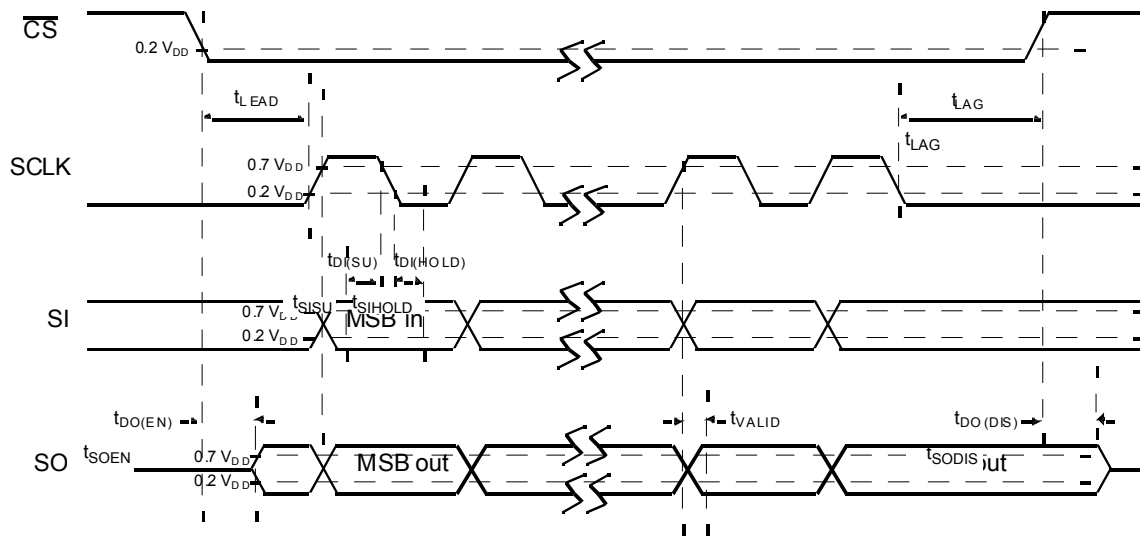 CS
0.2 VDD
tLEAD
tLAG
tLAG
SCLK
0.7 VDD
0.2 VDD
tDI(SU)
tDI(HOLD)
tSISU
tSIHOLD
SI
0.7 VDD
MSB in
0.2 VDD
tDO(EN)
tVALID
tDO(DIS)
tSOEN
SO
0.7 VDD
MSB out
tSODIS
out
0.2 VDD